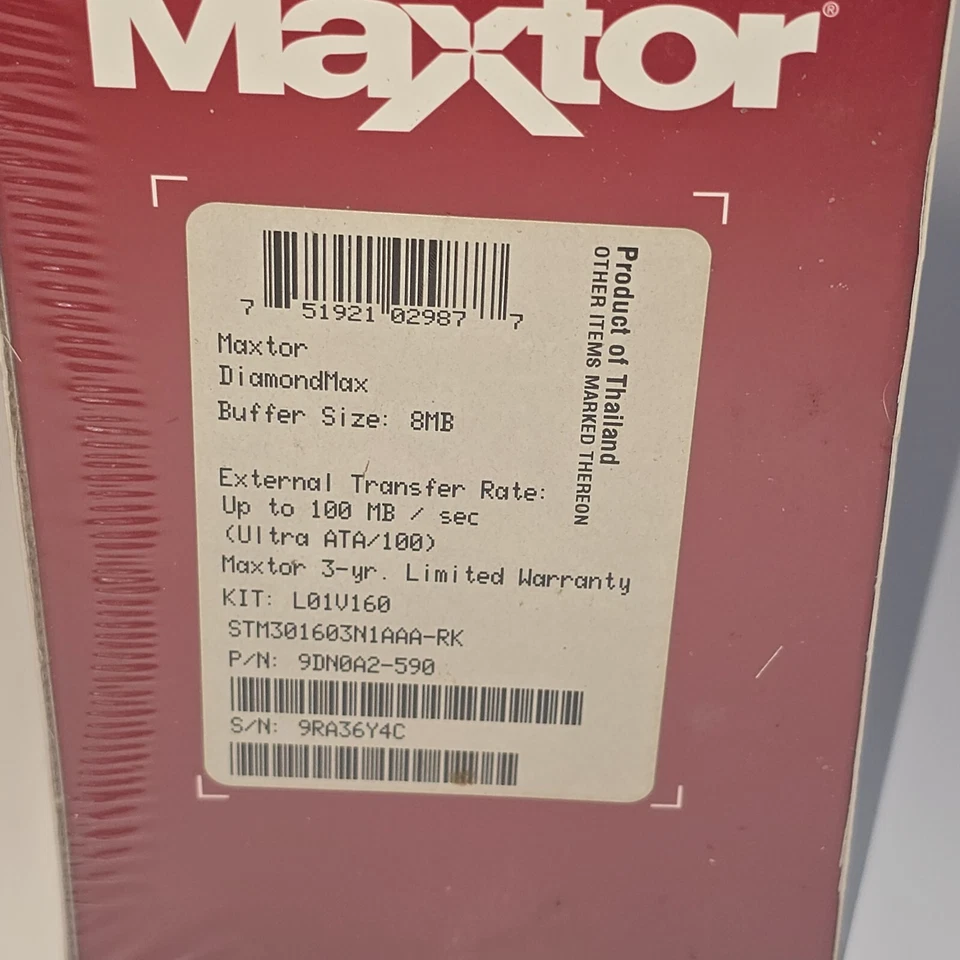 Maxtor®
7 51921 02987 7
Product of Thailand
OTHER ITEMS MARKED THEREON
Maxtor
DiamondMax
Buffer Size: 8MB
External Transfer Rate:
Up to 100 MB / sec
(Ultra ATA/100)
Maxtor 3-yr. Limited Warranty
KIT: L01V160
STM301603N1AAA-RK
P/N: 9DN0A2-590
S/N: 9RA36Y4C